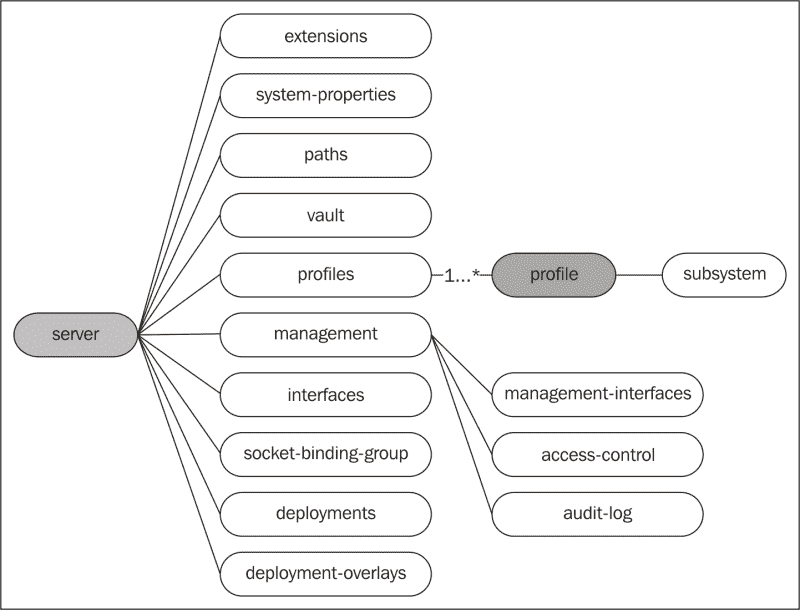 extensions
system-properties
paths
vault
profiles 1...* profile subsystem
server
management
interfaces
management-interfaces
socket-binding-group
access-control
deployments
audit-log
deployment-overlays